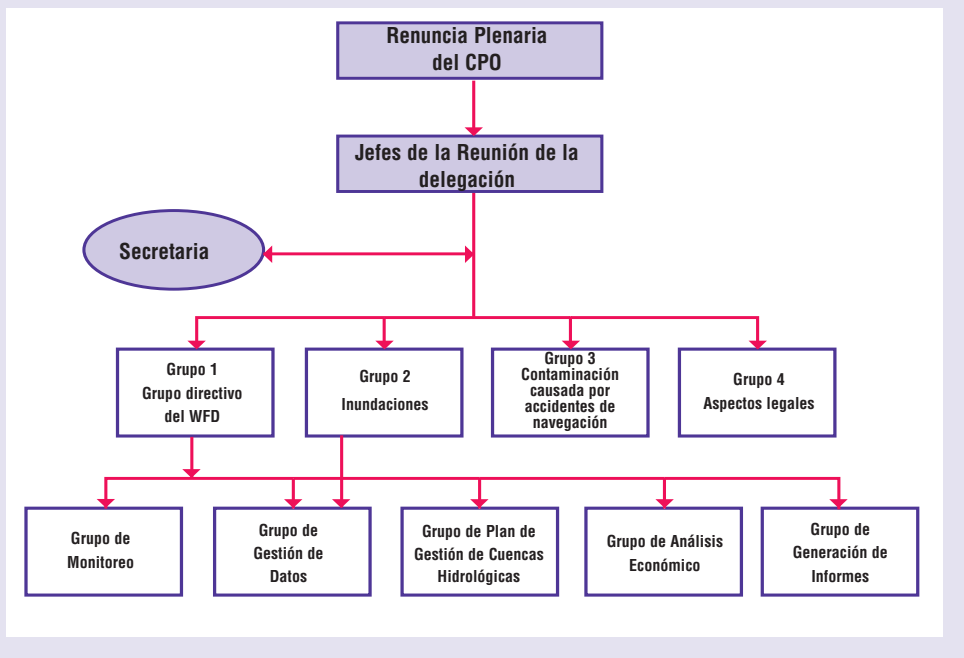 Renuncia Plenaria
del CPO
Jefes de la Reunión de la
delegación
Secretaria
Grupo 1
Grupo directivo
del WFD
Grupo 2
Inundaciones
Grupo 3
Contaminación
causada por
accidentes de
navegación
Grupo 4
Aspectos legales
Grupo de
Monitoreo
Grupo de
Gestión de
Datos
Grupo de Plan de
Gestión de Cuencas
Hidrológicas
Grupo de Análisis
Económico
Grupo de
Generación de
Informes